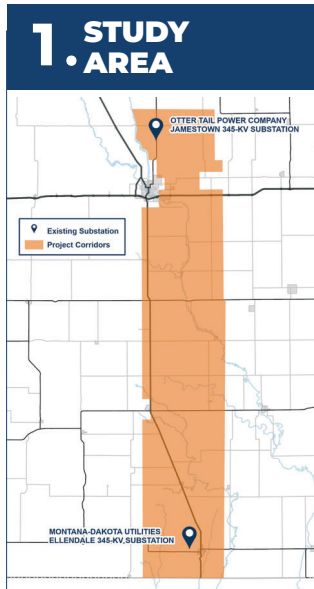 1. STUDY
AREA
OTTER TAIL POWER COMPANY
JAMESTOWN 345-KV SUBSTATION
Existing Substation
Project Corridors
MONTANA-DAKOTA UTILITIES
ELLENDALE 345-KV SUBSTATION